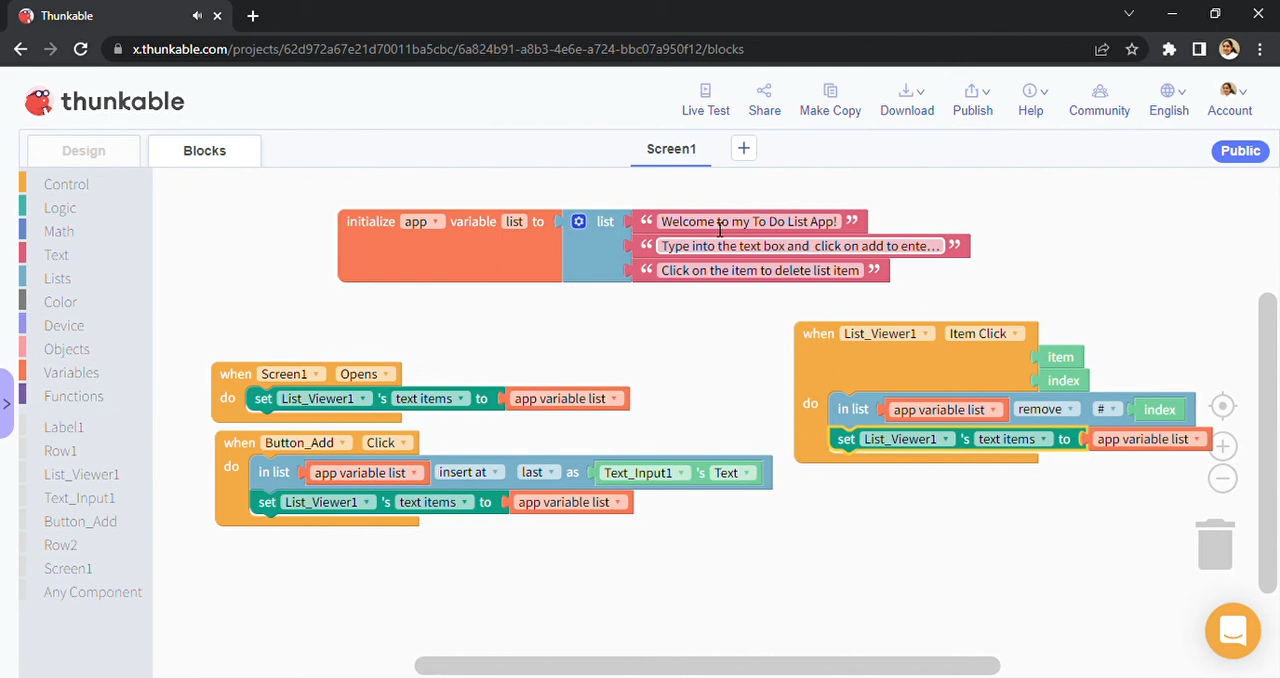 Thunkable
x.thunkable.com/projects/62d972a67e21d70011ba5cbc/6a824b91-a8b3-4e6e-a724-bbc07a950f12/blocks
thunkable
Live Test
Share
Make Copy
Download
Publish
Help
Community
English
Account
Design
Blocks
Screen1
Public
Control
Logic
Math
Text
Lists
Color
Device
Objects
Variables
Functions
Label1
Row1
List_Viewer1
Text_Input1
Button_Add
Row2
Screen1
Any Component
initialize app variable list to list “ Welcome to my To Do List App! ”
“ Type into the text box and click on add to ente... ”
“ Click on the item to delete list item ”
when Screen1 Opens
do set List_Viewer1 's text items to app variable list
when Button_Add Click
do in list app variable list insert at last as Text_Input1 's Text
set List_Viewer1 's text items to app variable list
when List_Viewer1 Item Click
item
index
do in list app variable list remove # index
set List_Viewer1 's text items to app variable list